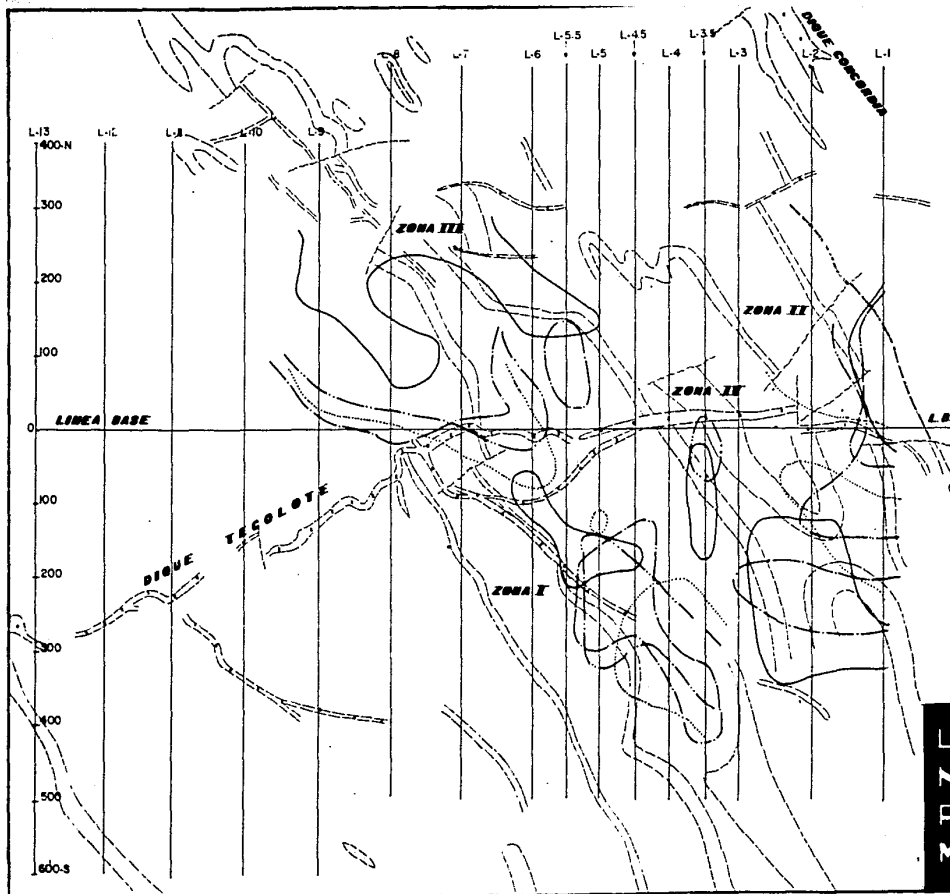 DIQUE CONCORDIA
L-5.5
L-4.5
L-3.5
L-8
L-7
L-6
L-5
L-4
L-3
L-2
L-1
L-13
L-12
L-11
L-10
L-9
400-N
300
ZONA III
200
ZONA II
100
ZONA IV
0
LINEA BASE
L.B
100
DIQUE TECOLOTE
200
ZONA I
300
400
500
600-S